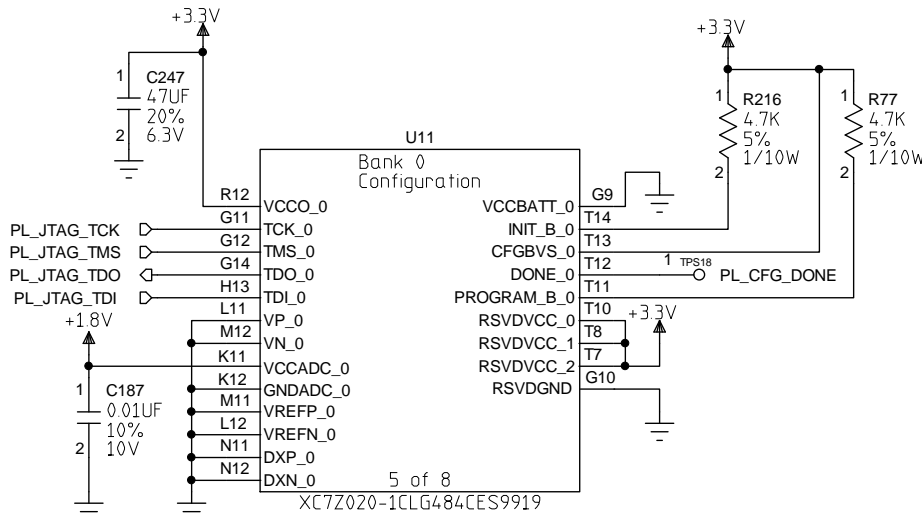 +3.3V
1
C247
47UF
20%
6.3V
2
+3.3V
1
R216
4.7K
5%
1/10W
2
1
R77
4.7K
5%
1/10W
2
U11
Bank 0
Configuration
R12 VCCO_0
PL_JTAG_TCK G11 TCK_0
PL_JTAG_TMS G12 TMS_0
PL_JTAG_TDO G14 TDO_0
PL_JTAG_TDI H13 TDI_0
L11 VP_0
M12 VN_0
+1.8V
K11 VCCADC_0
K12 GNDADC_0
M11 VREFP_0
L12 VREFN_0
N11 DXP_0
N12 DXN_0
1
C187
0.01UF
10%
10V
2
VCCBATT_0 G9
INIT_B_0 T14
CFGBVS_0 T13
DONE_0 T12 1 TPS18 PL_CFG_DONE
PROGRAM_B_0 T11
RSVDVCC_0 T10
+3.3V
RSVDVCC_1 T8
RSVDVCC_2 T7
RSVDGND G10
5 of 8
XC7Z020-1CLG484CES9919